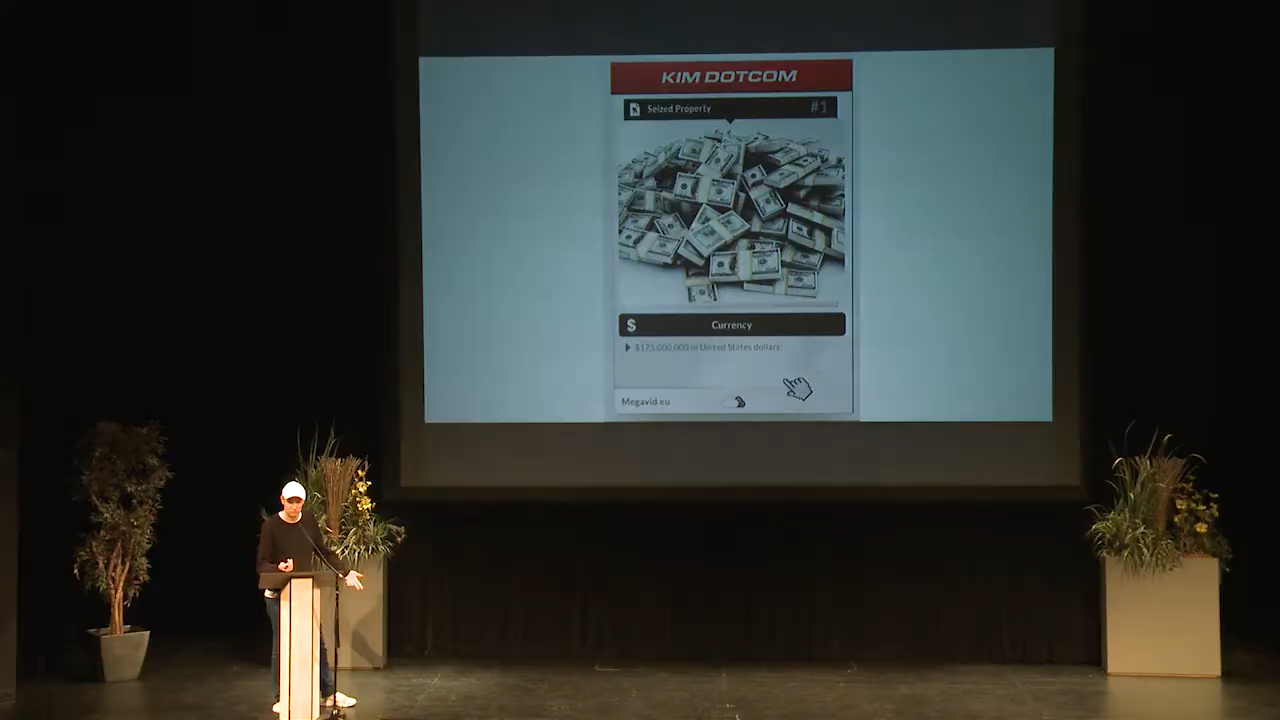 KIM DOTCOM
Seized Property #1
$ Currency
$175,000,000 in United States dollars;
Megavid.eu